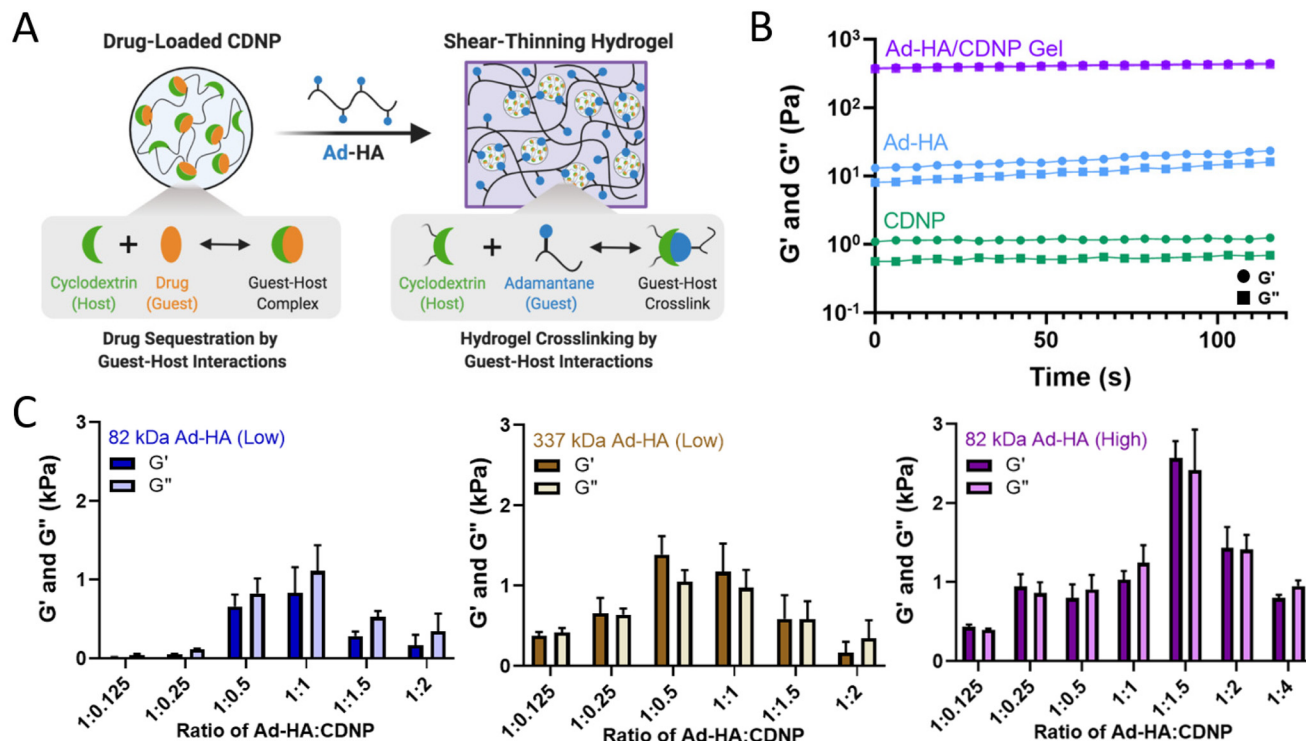 A
Drug-Loaded CDNP
Ad-HA
Shear-Thinning Hydrogel
Cyclodextrin
(Host)
+
Drug
(Guest)
Guest-Host
Complex
Drug Sequestration by
Guest-Host Interactions
Cyclodextrin
(Host)
+
Adamantane
(Guest)
Guest-Host
Crosslink
Hydrogel Crosslinking by
Guest-Host Interactions
B
G' and G" (Pa)
10³
10²
10¹
10⁰
10⁻¹
Ad-HA/CDNP Gel
Ad-HA
CDNP
G'
G"
0
50
100
Time (s)
C
G' and G" (kPa)
3
2
1
0
82 kDa Ad-HA (Low)
G'
G"
1:0.125
1:0.25
1:0.5
1:1
1:1.5
1:2
Ratio of Ad-HA:CDNP
G' and G" (kPa)
3
2
1
0
337 kDa Ad-HA (Low)
G'
G"
1:0.125
1:0.25
1:0.5
1:1
1:1.5
1:2
Ratio of Ad-HA:CDNP
G' and G" (kPa)
3
2
1
0
82 kDa Ad-HA (High)
G'
G"
1:0.125
1:0.25
1:0.5
1:1
1:1.5
1:2
1:4
Ratio of Ad-HA:CDNP